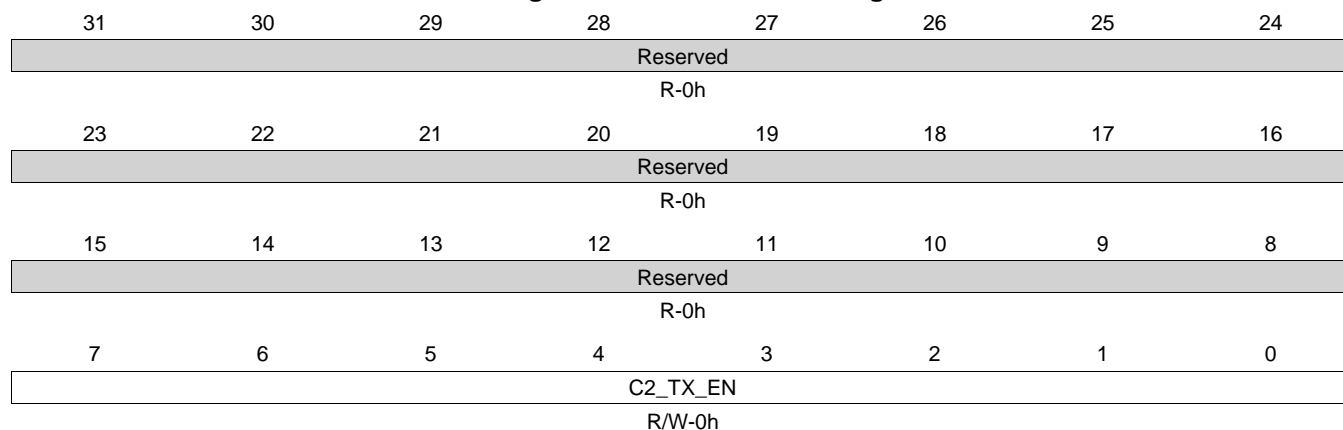 31 30 29 28 27 26 25 24
Reserved
R-0h
23 22 21 20 19 18 17 16
Reserved
R-0h
15 14 13 12 11 10 9 8
Reserved
R-0h
7 6 5 4 3 2 1 0
C2_TX_EN
R/W-0h